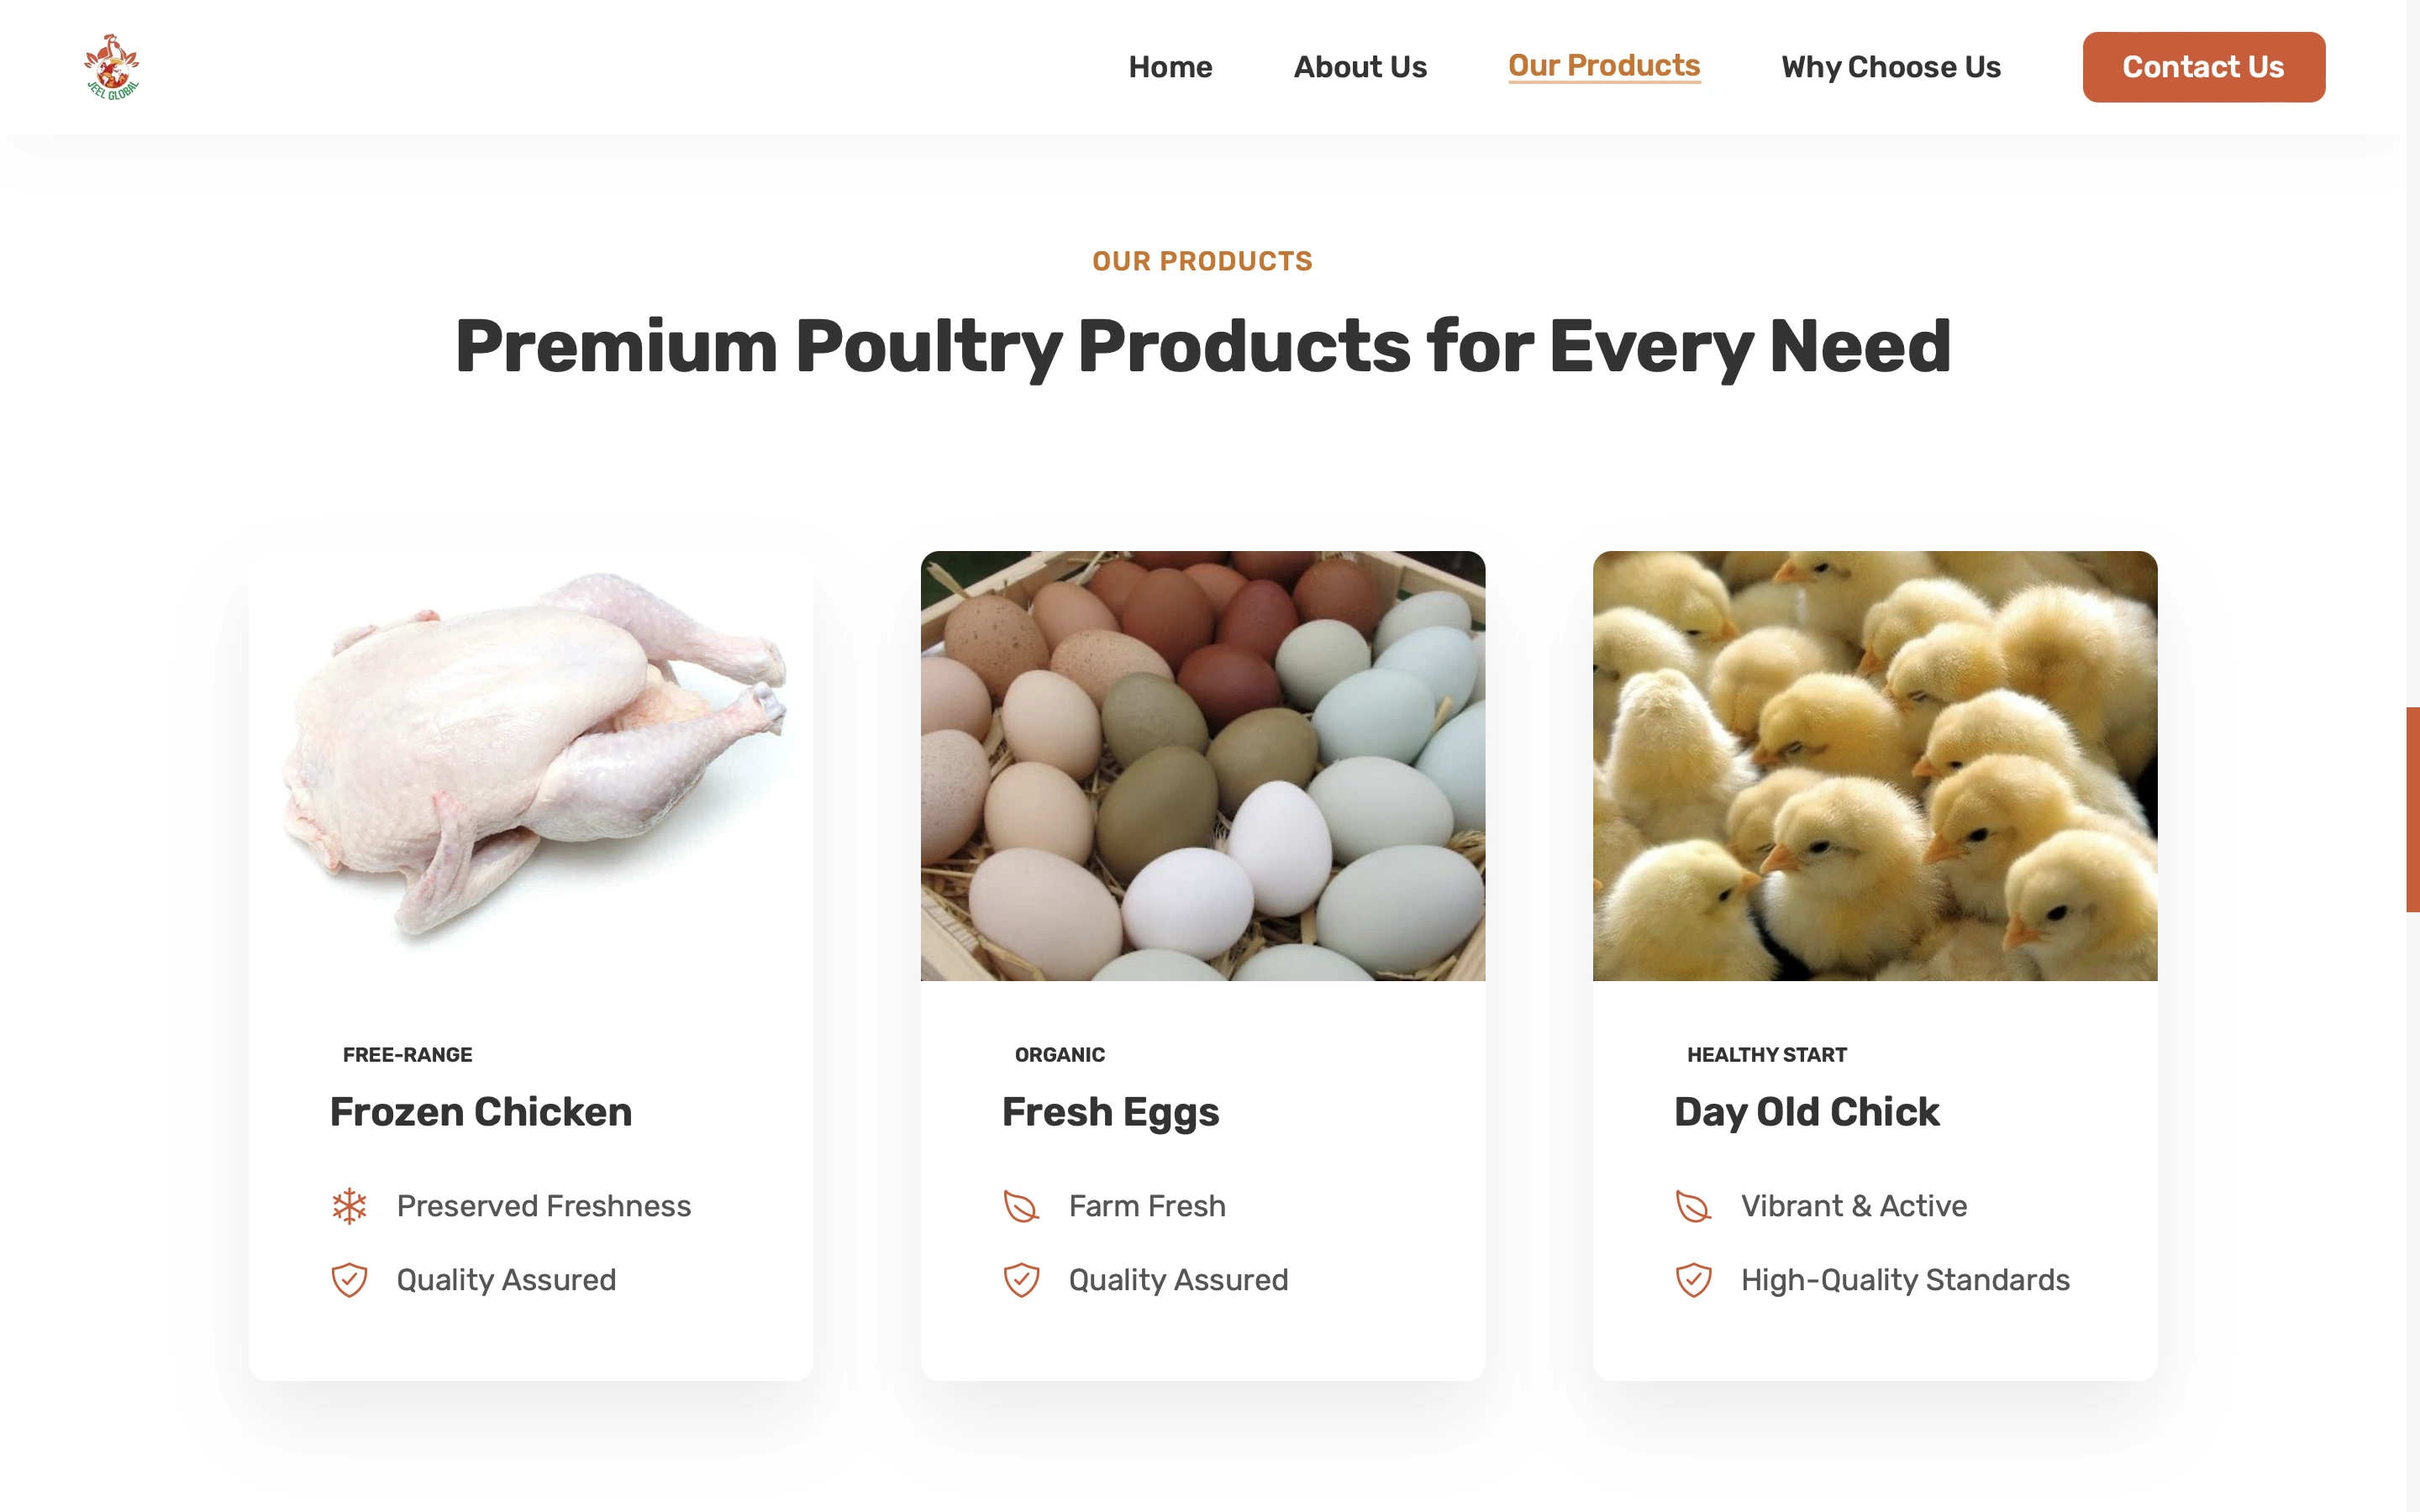 JEEL GLOBAL
Home
About Us
Our Products
Why Choose Us
Contact Us
OUR PRODUCTS
Premium Poultry Products for Every Need
FREE-RANGE
Frozen Chicken
Preserved Freshness
Quality Assured
ORGANIC
Fresh Eggs
Farm Fresh
Quality Assured
HEALTHY START
Day Old Chick
Vibrant & Active
High-Quality Standards